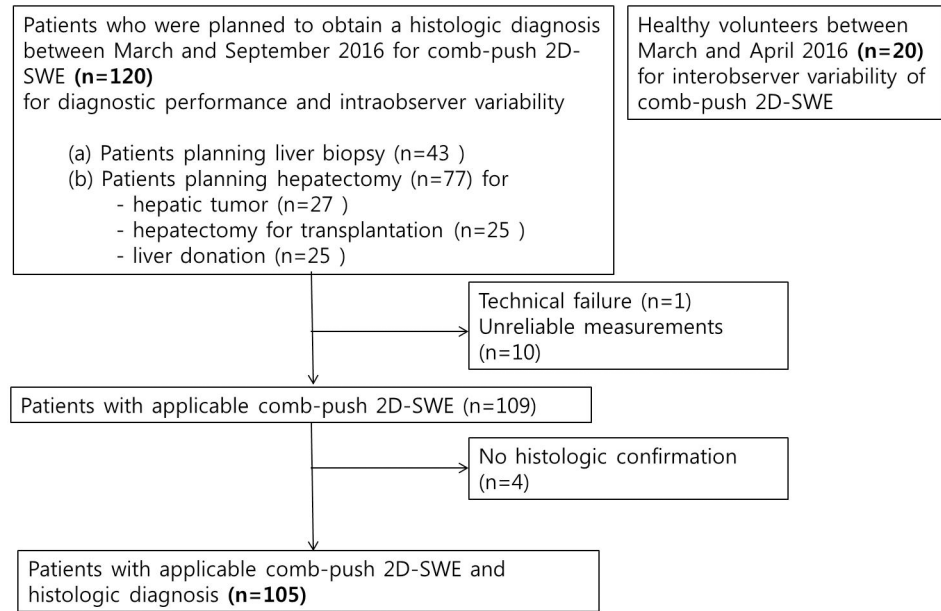 Patients who were planned to obtain a histologic diagnosis
between March and September 2016 for comb-push 2D-
SWE (n=120)
for diagnostic performance and intraobserver variability
(a) Patients planning liver biopsy (n=43 )
(b) Patients planning hepatectomy (n=77) for
- hepatic tumor (n=27 )
- hepatectomy for transplantation (n=25 )
- liver donation (n=25 )
Healthy volunteers between
March and April 2016 (n=20)
for interobserver variability of
comb-push 2D-SWE
Technical failure (n=1)
Unreliable measurements
(n=10)
Patients with applicable comb-push 2D-SWE (n=109)
No histologic confirmation
(n=4)
Patients with applicable comb-push 2D-SWE and
histologic diagnosis (n=105)